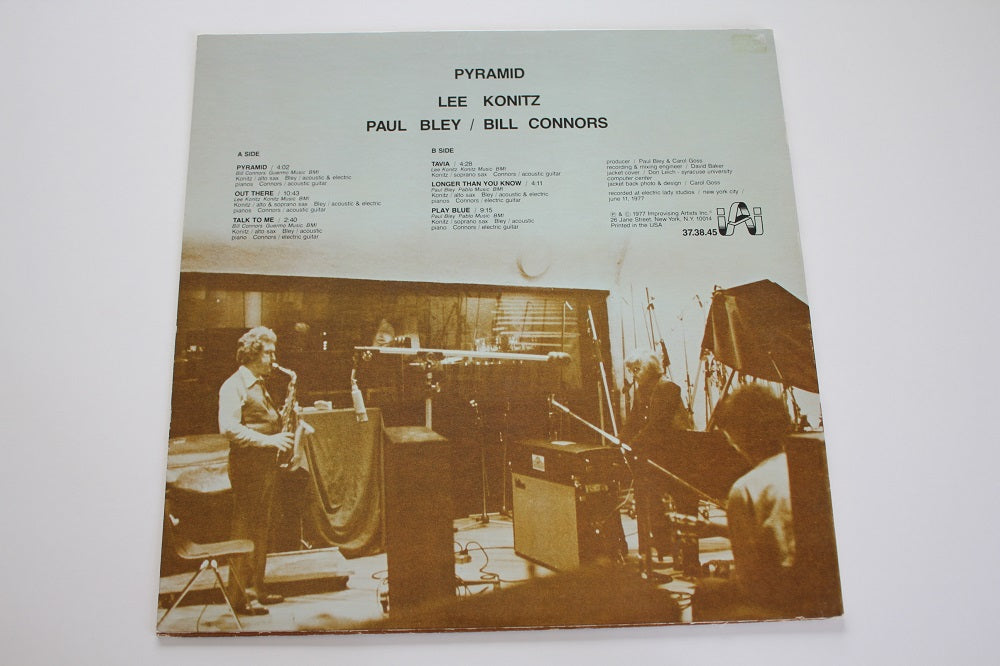 PYRAMID
LEE KONITZ
PAUL BLEY / BILL CONNORS
A SIDE
PYRAMID / 4:02
Bill Connors Guermo Music BMI
Konitz / alto sax Bley / acoustic & electric
pianos Connors / acoustic guitar
OUT THERE / 10:43
Lee Konitz Konitz Music BMI
Konitz / alto & soprano sax Bley / acoustic & electric
pianos Connors / acoustic guitar
TALK TO ME / 2:40
Bill Connors Guermo Music BMI
Konitz / alto sax Bley / acoustic
piano Connors / electric guitar
B SIDE
TAVIA / 4:28
Lee Konitz Konitz Music BMI
Konitz / soprano sax Connors / acoustic guitar
LONGER THAN YOU KNOW / 4:11
Paul Bley Pablo Music BMI
Konitz / alto sax Bley / acoustic & electric
pianos Connors / acoustic guitar
PLAY BLUE / 9:15
Paul Bley Pablo Music BMI
Konitz / soprano sax Bley / acoustic
piano Connors / electric guitar
producer / Paul Bley & Carol Goss
recording & mixing engineer / David Baker
jacket cover / Don Leich - syracuse university
computer center
jacket back photo & design / Carol Goss
recorded at electric lady studios / new york city /
june 11, 1977
℗ & © 1977 Improvising Artists Inc.
26 Jane Street, New York, N.Y. 10014
Printed in the USA
37.38.45
iAi